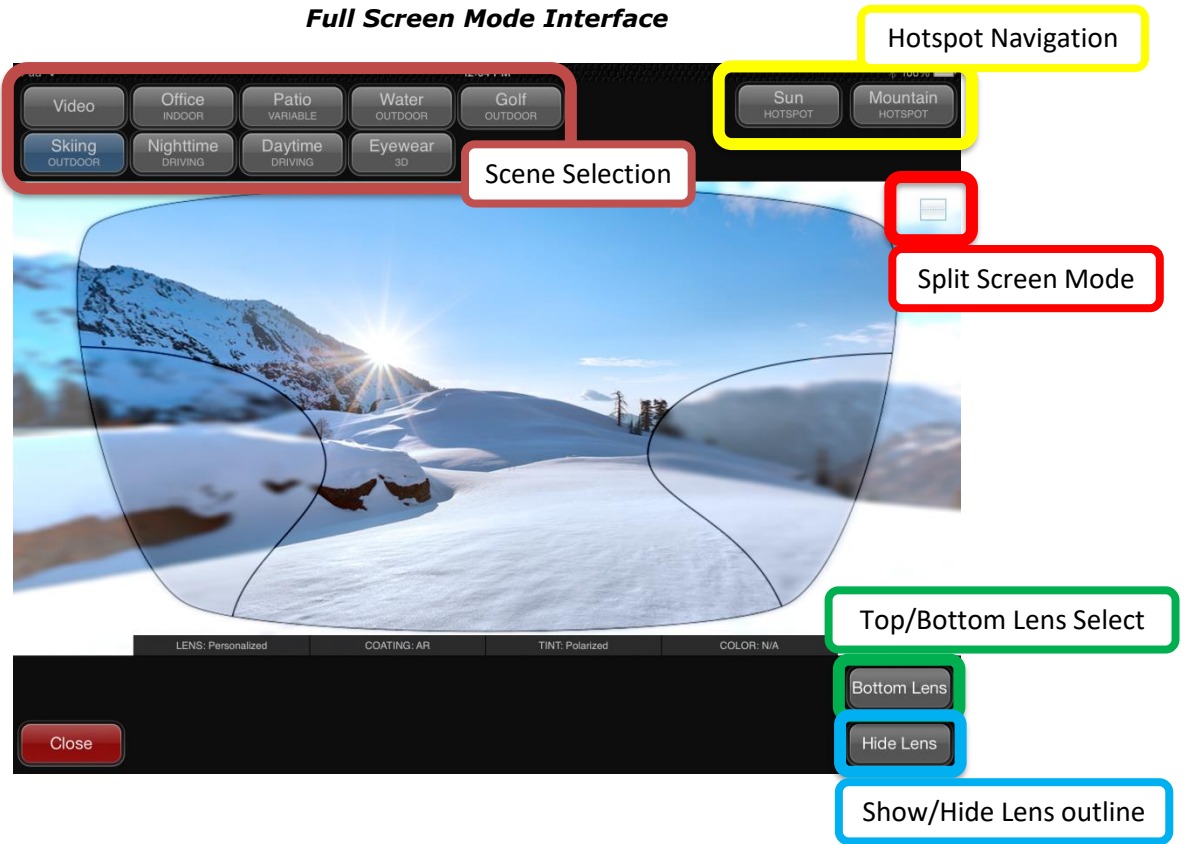 Full Screen Mode Interface
Hotspot Navigation
100%
Video
Office
INDOOR
Patio
VARIABLE
Water
OUTDOOR
Golf
OUTDOOR
Sun
HOTSPOT
Mountain
HOTSPOT
Skiing
OUTDOOR
Nighttime
DRIVING
Daytime
DRIVING
Eyewear
3D
Scene Selection
Split Screen Mode
Top/Bottom Lens Select
LENS: Personalized
COATING: AR
TINT: Polarized
COLOR: N/A
Bottom Lens
Close
Hide Lens
Show/Hide Lens outline